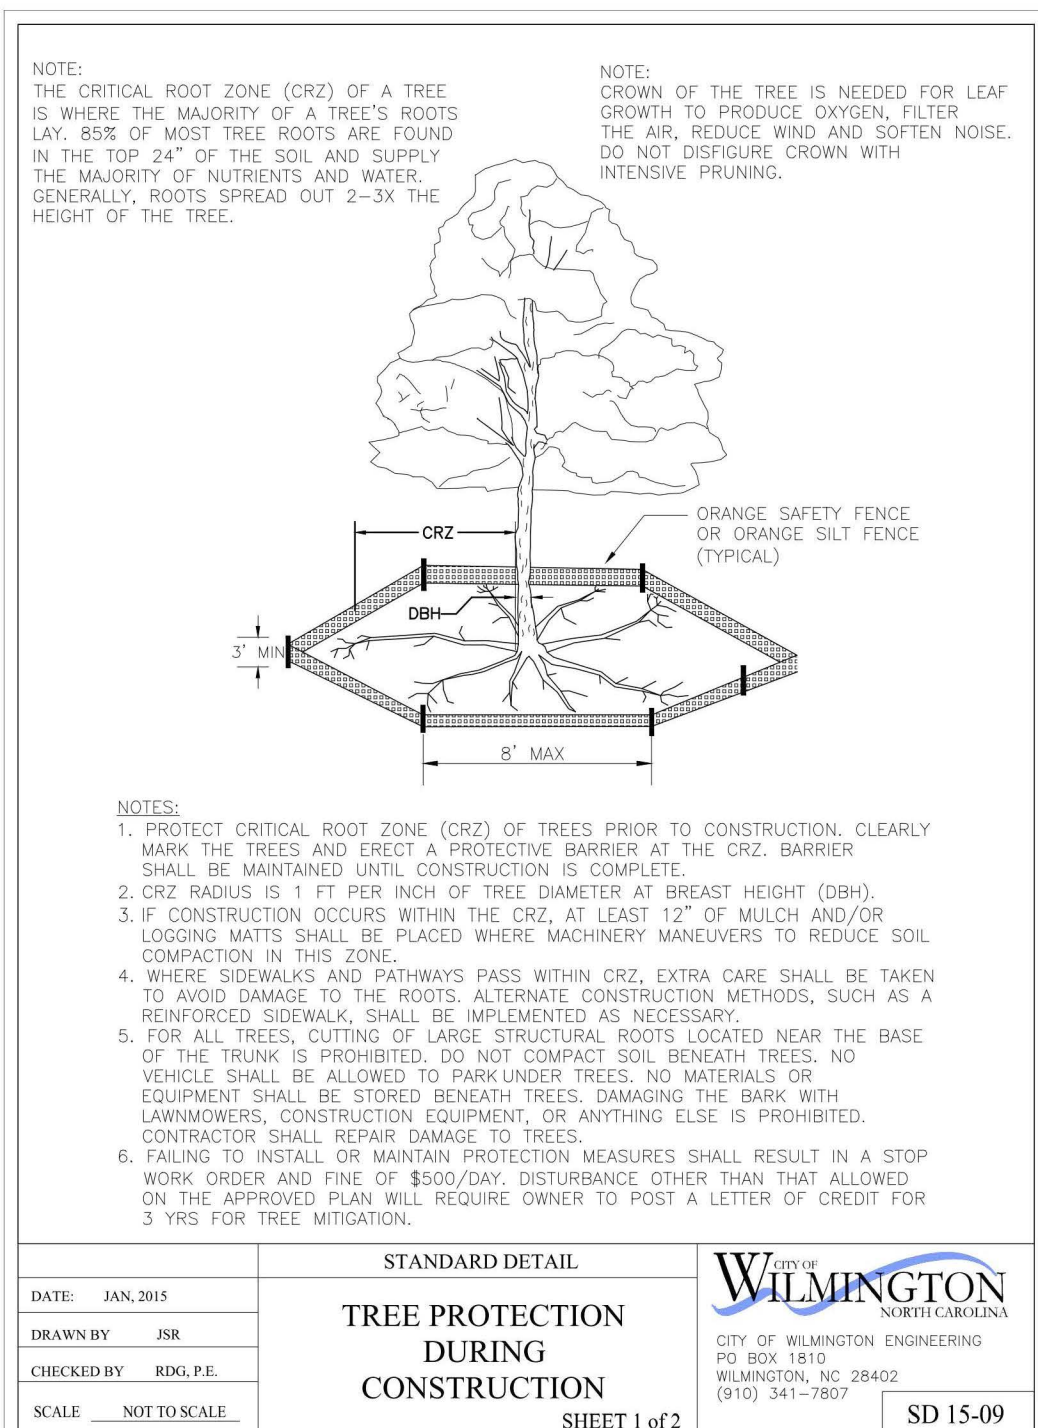 NOTE:
THE CRITICAL ROOT ZONE (CRZ) OF A TREE
IS WHERE THE MAJORITY OF A TREE'S ROOTS
LAY. 85% OF MOST TREE ROOTS ARE FOUND
IN THE TOP 24" OF THE SOIL AND SUPPLY
THE MAJORITY OF NUTRIENTS AND WATER.
GENERALLY, ROOTS SPREAD OUT 2-3X THE
HEIGHT OF THE TREE.
NOTE:
CROWN OF THE TREE IS NEEDED FOR LEAF
GROWTH TO PRODUCE OXYGEN, FILTER
THE AIR, REDUCE WIND AND SOFTEN NOISE.
DO NOT DISFIGURE CROWN WITH
INTENSIVE PRUNING.
ORANGE SAFETY FENCE
OR ORANGE SILT FENCE
(TYPICAL)
CRZ
DBH
3' MIN
8' MAX
NOTES:
1. PROTECT CRITICAL ROOT ZONE (CRZ) OF TREES PRIOR TO CONSTRUCTION. CLEARLY
MARK THE TREES AND ERECT A PROTECTIVE BARRIER AT THE CRZ. BARRIER
SHALL BE MAINTAINED UNTIL CONSTRUCTION IS COMPLETE.
2. CRZ RADIUS IS 1 FT PER INCH OF TREE DIAMETER AT BREAST HEIGHT (DBH).
3. IF CONSTRUCTION OCCURS WITHIN THE CRZ, AT LEAST 12" OF MULCH AND/OR
LOGGING MATTS SHALL BE PLACED WHERE MACHINERY MANEUVERS TO REDUCE SOIL
COMPACTION IN THIS ZONE.
4. WHERE SIDEWALKS AND PATHWAYS PASS WITHIN CRZ, EXTRA CARE SHALL BE TAKEN
TO AVOID DAMAGE TO THE ROOTS. ALTERNATE CONSTRUCTION METHODS, SUCH AS A
REINFORCED SIDEWALK, SHALL BE IMPLEMENTED AS NECESSARY.
5. FOR ALL TREES, CUTTING OF LARGE STRUCTURAL ROOTS LOCATED NEAR THE BASE
OF THE TRUNK IS PROHIBITED. DO NOT COMPACT SOIL BENEATH TREES. NO
VEHICLE SHALL BE ALLOWED TO PARK UNDER TREES. NO MATERIALS OR
EQUIPMENT SHALL BE STORED BENEATH TREES. DAMAGING THE BARK WITH
LAWNMOWERS, CONSTRUCTION EQUIPMENT, OR ANYTHING ELSE IS PROHIBITED.
CONTRACTOR SHALL REPAIR DAMAGE TO TREES.
6. FAILING TO INSTALL OR MAINTAIN PROTECTION MEASURES SHALL RESULT IN A STOP
WORK ORDER AND FINE OF $500/DAY. DISTURBANCE OTHER THAN THAT ALLOWED
ON THE APPROVED PLAN WILL REQUIRE OWNER TO POST A LETTER OF CREDIT FOR
3 YRS FOR TREE MITIGATION.
DATE: JAN, 2015
DRAWN BY JSR
CHECKED BY RDG, P.E.
SCALE NOT TO SCALE
STANDARD DETAIL
TREE PROTECTION
DURING
CONSTRUCTION
SHEET 1 of 2
CITY OF
WILMINGTON
NORTH CAROLINA
CITY OF WILMINGTON ENGINEERING
PO BOX 1810
WILMINGTON, NC 28402
(910) 341-7807
SD 15-09